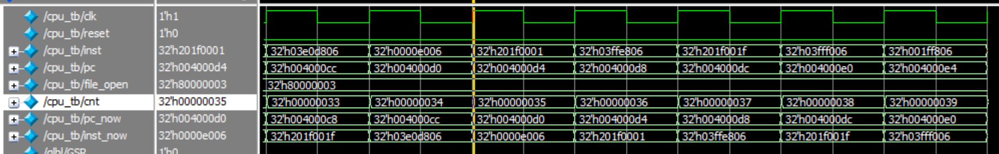 /cpu_tb/clk 1'h1
/cpu_tb/reset 1'h0
/cpu_tb/inst 32'h201f0001 32'h03e0d806 32'h0000e006 32'h201f0001 32'h03ffe806 32'h201f001f 32'h03fff006 32'h001ff806
/cpu_tb/pc 32'h004000d4 32'h004000cc 32'h004000d0 32'h004000d4 32'h004000d8 32'h004000dc 32'h004000e0 32'h004000e4
/cpu_tb/file_open 32'h80000003 32'h80000003
/cpu_tb/cnt 32'h00000035 32'h00000033 32'h00000034 32'h00000035 32'h00000036 32'h00000037 32'h00000038 32'h00000039
/cpu_tb/pc_now 32'h004000d0 32'h004000c8 32'h004000cc 32'h004000d0 32'h004000d4 32'h004000d8 32'h004000dc 32'h004000e0
/cpu_tb/inst_now 32'h0000e006 32'h201f001f 32'h03e0d806 32'h0000e006 32'h201f0001 32'h03ffe806 32'h201f001f 32'h03fff006
/glbl/GSR 1'h0